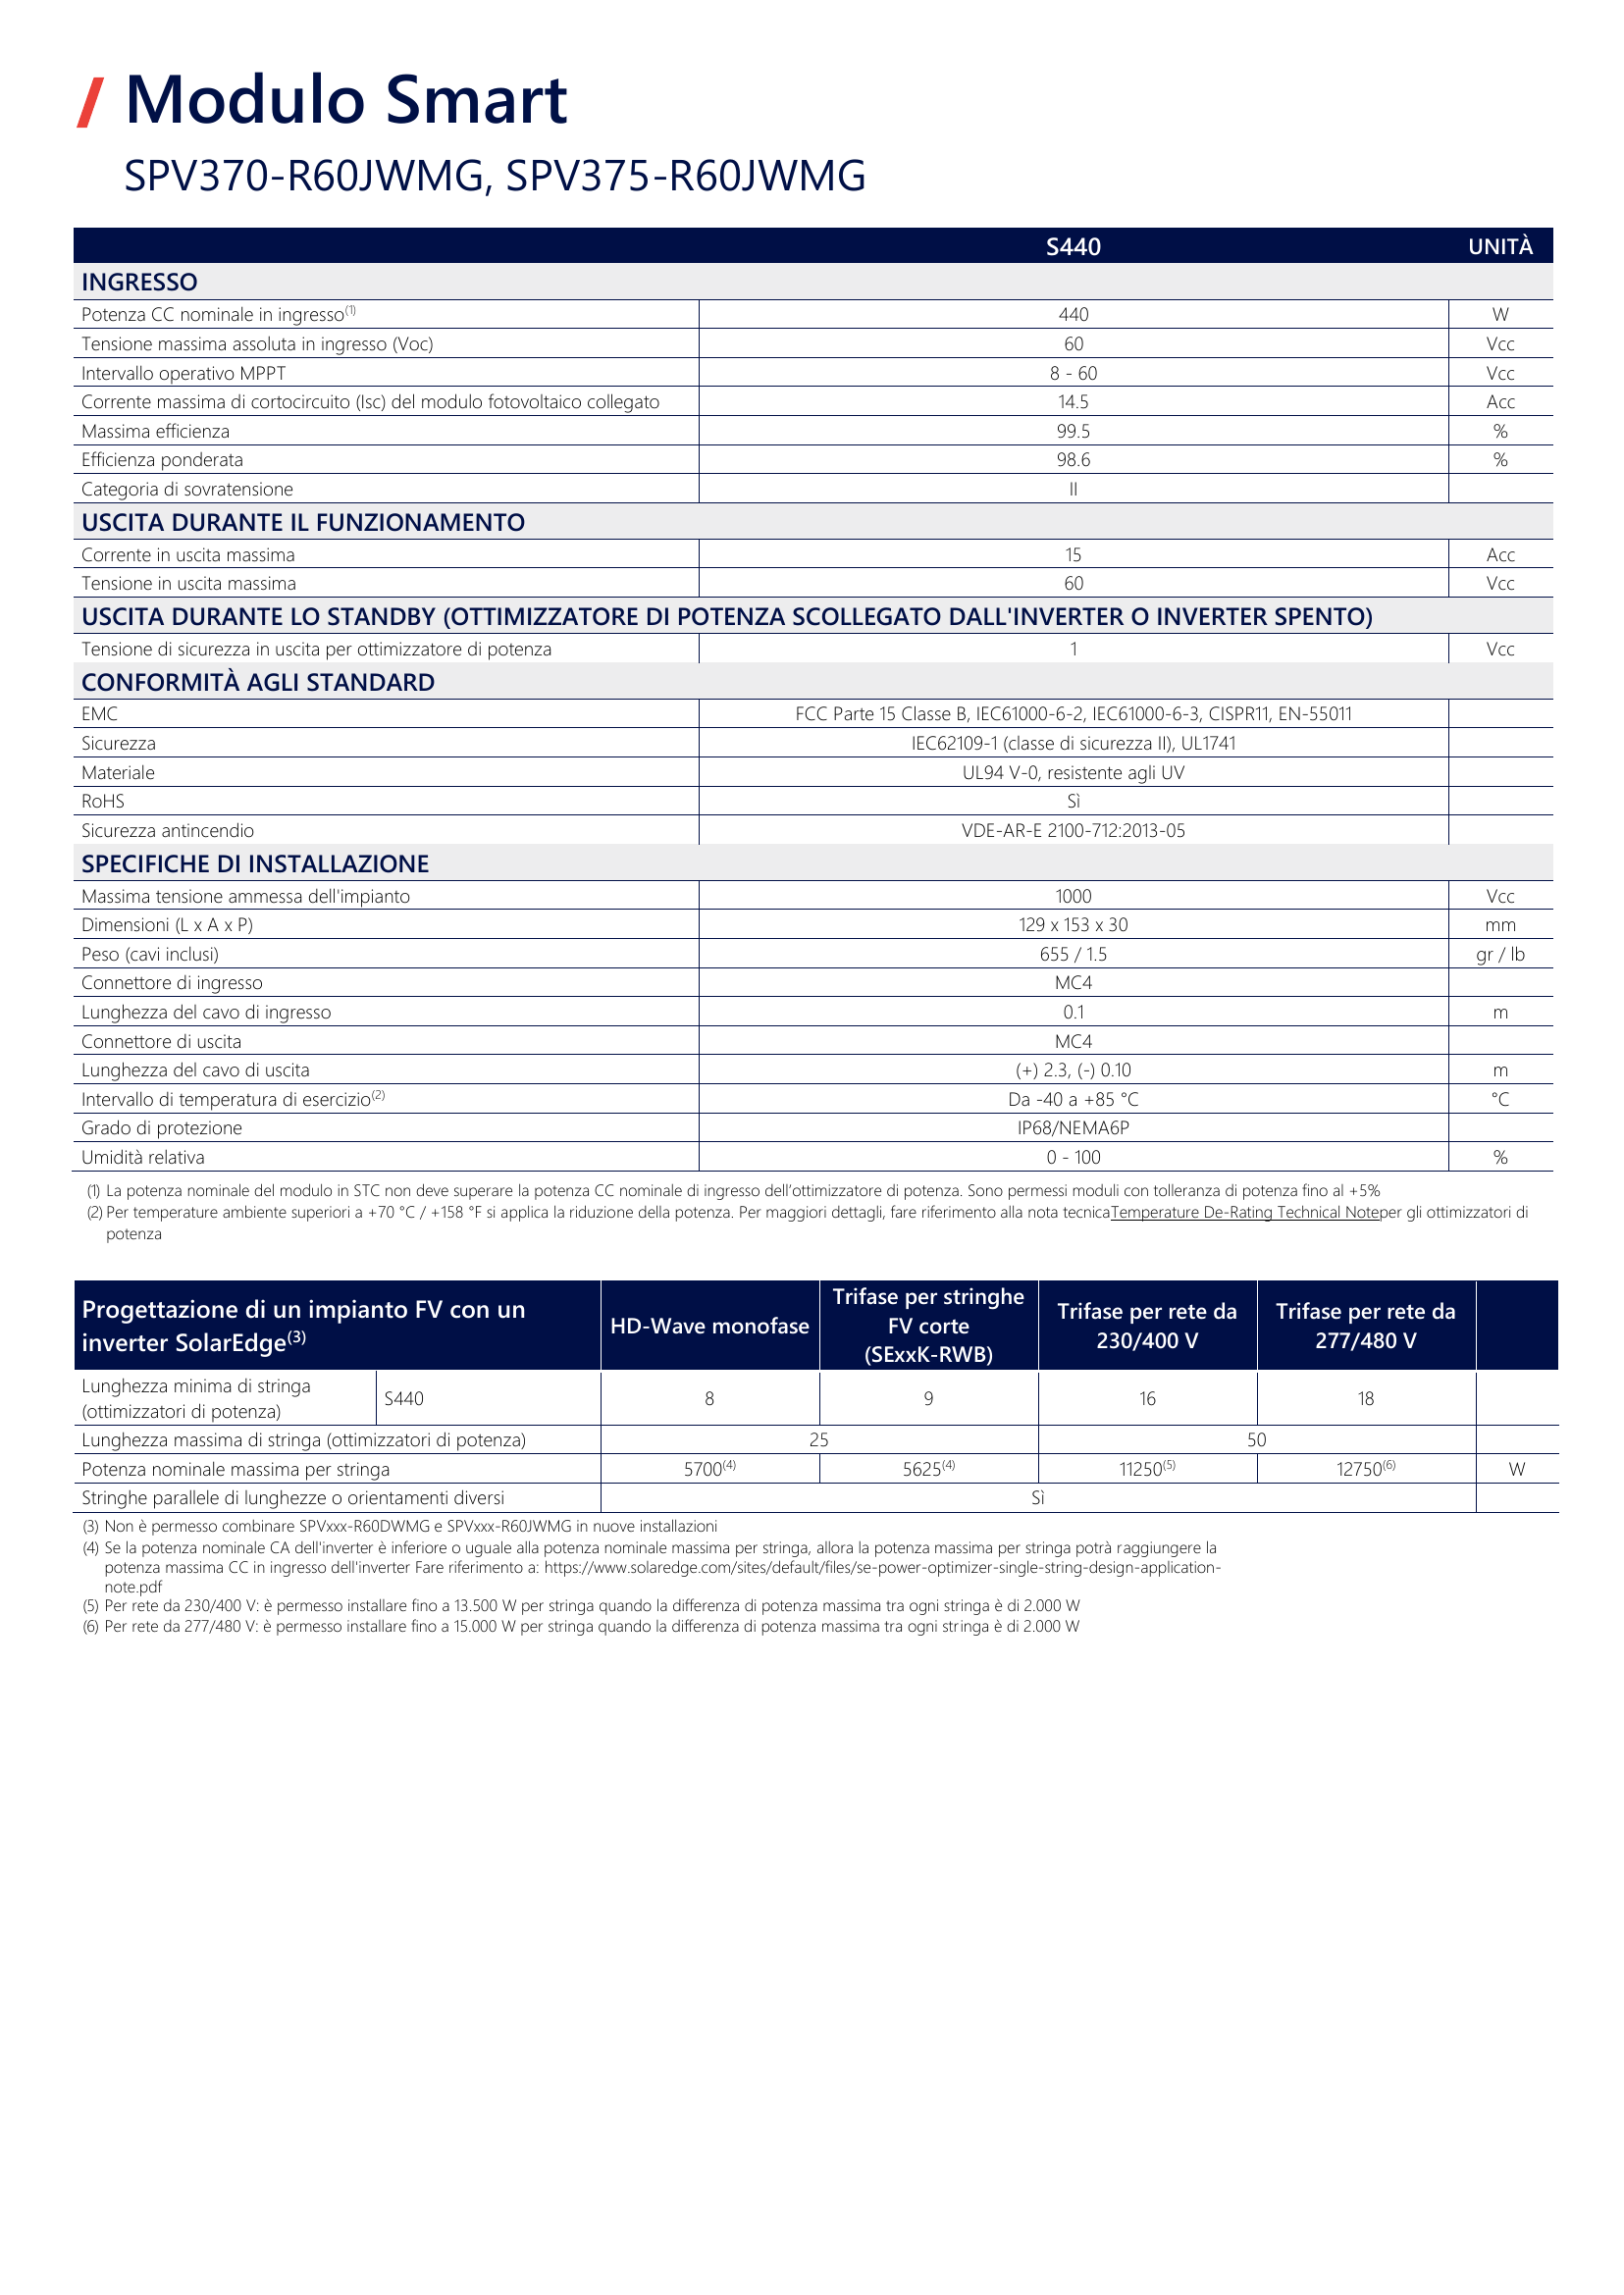 Modulo Smart
SPV370-R60JWMG, SPV375-R60JWMG
S440 UNITÀ
INGRESSO
Potenza CC nominale in ingresso(1) 440 W
Tensione massima assoluta in ingresso (Voc) 60 Vcc
Intervallo operativo MPPT 8 - 60 Vcc
Corrente massima di cortocircuito (Isc) del modulo fotovoltaico collegato 14.5 Acc
Massima efficienza 99.5 %
Efficienza ponderata 98.6 %
Categoria di sovratensione II
USCITA DURANTE IL FUNZIONAMENTO
Corrente in uscita massima 15 Acc
Tensione in uscita massima 60 Vcc
USCITA DURANTE LO STANDBY (OTTIMIZZATORE DI POTENZA SCOLLEGATO DALL'INVERTER O INVERTER SPENTO)
Tensione di sicurezza in uscita per ottimizzatore di potenza 1 Vcc
CONFORMITÀ AGLI STANDARD
EMC FCC Parte 15 Classe B, IEC61000-6-2, IEC61000-6-3, CISPR11, EN-55011
Sicurezza IEC62109-1 (classe di sicurezza II), UL1741
Materiale UL94 V-0, resistente agli UV
RoHS Sì
Sicurezza antincendio VDE-AR-E 2100-712:2013-05
SPECIFICHE DI INSTALLAZIONE
Massima tensione ammessa dell'impianto 1000 Vcc
Dimensioni (L x A x P) 129 x 153 x 30 mm
Peso (cavi inclusi) 655 / 1.5 gr / lb
Connettore di ingresso MC4
Lunghezza del cavo di ingresso 0.1 m
Connettore di uscita MC4
Lunghezza del cavo di uscita (+) 2.3, (-) 0.10 m
Intervallo di temperatura di esercizio(2) Da -40 a +85 °C °C
Grado di protezione IP68/NEMA6P
Umidità relativa 0 - 100 %
(1) La potenza nominale del modulo in STC non deve superare la potenza CC nominale di ingresso dell’ottimizzatore di potenza. Sono permessi moduli con tolleranza di potenza fino al +5%
(2) Per temperature ambiente superiori a +70 °C / +158 °F si applica la riduzione della potenza. Per maggiori dettagli, fare riferimento alla nota tecnicaTemperature De-Rating Technical Noteper gli ottimizzatori di
potenza
Progettazione di un impianto FV con un
inverter SolarEdge(3)
HD-Wave monofase
Trifase per stringhe
FV corte
(SExxK-RWB)
Trifase per rete da
230/400 V
Trifase per rete da
277/480 V
Lunghezza minima di stringa
(ottimizzatori di potenza)
S440 8 9 16 18
Lunghezza massima di stringa (ottimizzatori di potenza) 25 50
Potenza nominale massima per stringa 5700(4) 5625(4) 11250(5) 12750(6) W
Stringhe parallele di lunghezze o orientamenti diversi Sì
(3) Non è permesso combinare SPVxxx-R60DWMG e SPVxxx-R60JWMG in nuove installazioni
(4) Se la potenza nominale CA dell'inverter è inferiore o uguale alla potenza nominale massima per stringa, allora la potenza massima per stringa potrà raggiungere la
potenza massima CC in ingresso dell'inverter Fare riferimento a: https://www.solaredge.com/sites/default/files/se-power-optimizer-single-string-design-application-
note.pdf
(5) Per rete da 230/400 V: è permesso installare fino a 13.500 W per stringa quando la differenza di potenza massima tra ogni stringa è di 2.000 W
(6) Per rete da 277/480 V: è permesso installare fino a 15.000 W per stringa quando la differenza di potenza massima tra ogni stringa è di 2.000 W